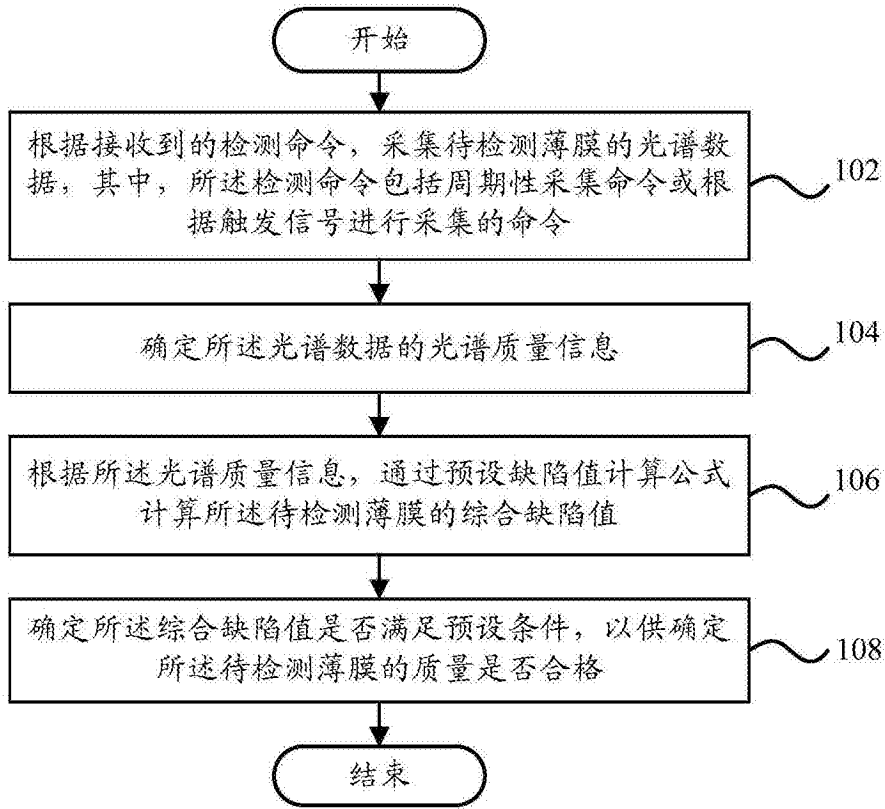 开始
根据接收到的检测命令，采集待检测薄膜的光谱数
据，其中，所述检测命令包括周期性采集命令或根
据触发信号进行采集的命令
102
确定所述光谱数据的光谱质量信息
104
根据所述光谱质量信息，通过预设缺陷值计算公式
计算所述待检测薄膜的综合缺陷值
106
确定所述综合缺陷值是否满足预设条件，以供确定
所述待检测薄膜的质量是否合格
108
结束